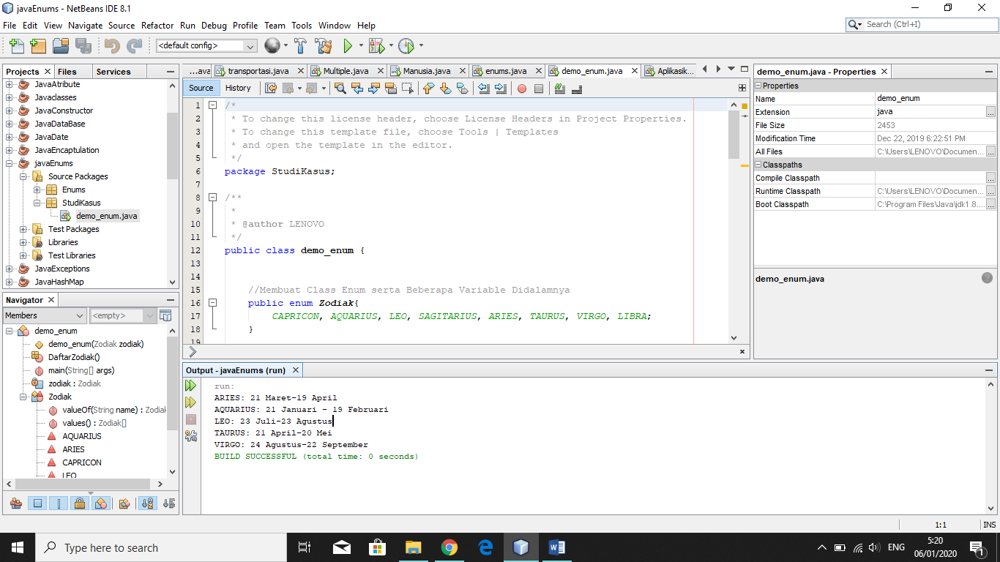 javaEnums - NetBeans IDE 8.1
File Edit View Navigate Source Refactor Run Debug Profile Team Tools Window Help
Search (Ctrl+I)
<default config>
Projects Files Services
JavaAtribute
Javaclasses
JavaConstructor
JavaDataBase
JavaDate
JavaEncaptulation
javaEnums
Source Packages
Enums
StudiKasus
demo_enum.java
Test Packages
Libraries
Test Libraries
JavaExceptions
JavaHashMap
Navigator
Members <empty>
demo_enum
demo_enum(Zodiak zodiak)
DaftarZodiak()
main(String[] args)
zodiak : Zodiak
Zodiak
valueOf(String name) : Zodiak
values() : Zodiak[]
AQUARIUS
ARIES
CAPRICON
LEO
...ava transportasi.java Multiple.java Manusia.java enums.java demo_enum.java Aplikasik...
Source History
1 /*
2 * To change this license header, choose License Headers in Project Properties.
3 * To change this template file, choose Tools | Templates
4 * and open the template in the editor.
5 */
6 package StudiKasus;
7
8 /**
9 *
10 * @author LENOVO
11 */
12 public class demo_enum {
13
14
15 //Membuat Class Enum serta Beberapa Variable Didalamnya
16 public enum Zodiak{
17 CAPRICON, AQUARIUS, LEO, SAGITARIUS, ARIES, TAURUS, VIRGO, LIBRA;
18 }
19
Output - javaEnums (run)
run:
ARIES: 21 Maret-19 April
AQUARIUS: 21 Januari - 19 Februari
LEO: 23 Juli-23 Agustus
TAURUS: 21 April-20 Mei
VIRGO: 24 Agustus-22 September
BUILD SUCCESSFUL (total time: 0 seconds)
demo_enum.java - Properties
Properties
Name demo_enum
Extension java ...
File Size 2453
Modification Time Dec 22, 2019 6:22:51 PM
All Files C:\Users\LENOVO\Documen... ...
Classpaths
Compile Classpath ...
Runtime Classpath C:\Users\LENOVO\Documen... ...
Boot Classpath C:\Program Files\Java\jdk1.8.... ...
demo_enum.java
1:1 INS
Type here to search
ENG
5:20
06/01/2020
1